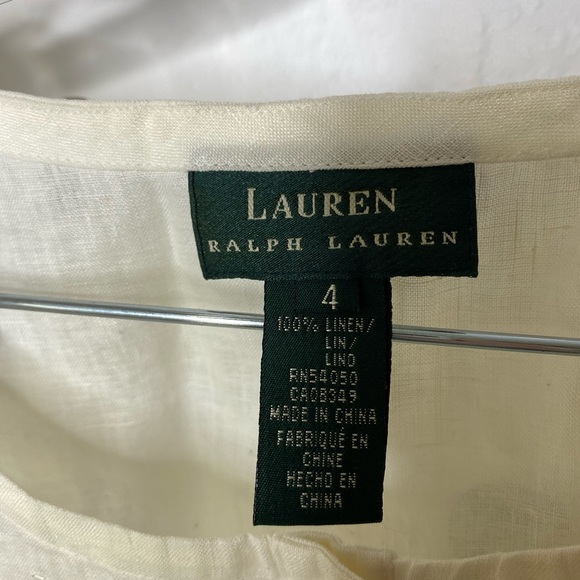 LAUREN
RALPH LAUREN
4
100% LINEN/
LIN/
LINO
RN54050
CA08349
MADE IN CHINA
FABRIQUÉ EN
CHINE
HECHO EN
CHINA